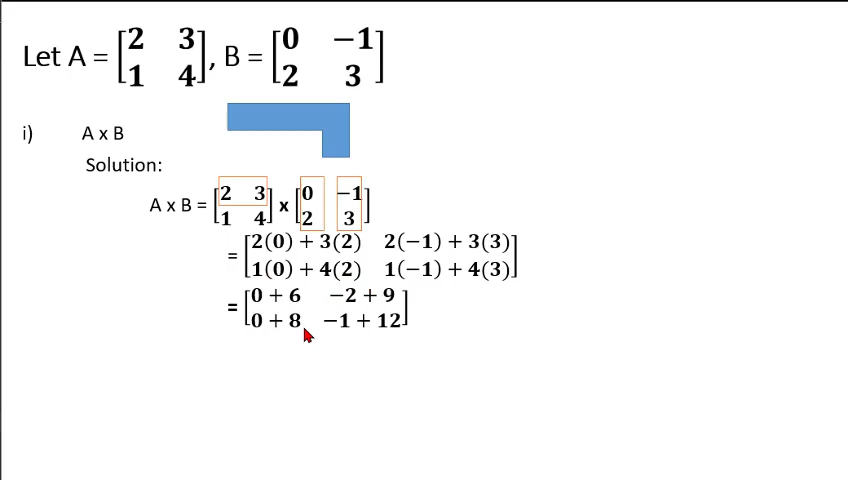 Let A = [2 3 1 4], B = [0 −1 2 3]
i) A x B
Solution:
A x B = [2 3 1 4] x [0 −1 2 3]
= [2(0) + 3(2) 2(−1) + 3(3) 1(0) + 4(2) 1(−1) + 4(3)]
= [0 + 6 −2 + 9 0 + 8 −1 + 12]